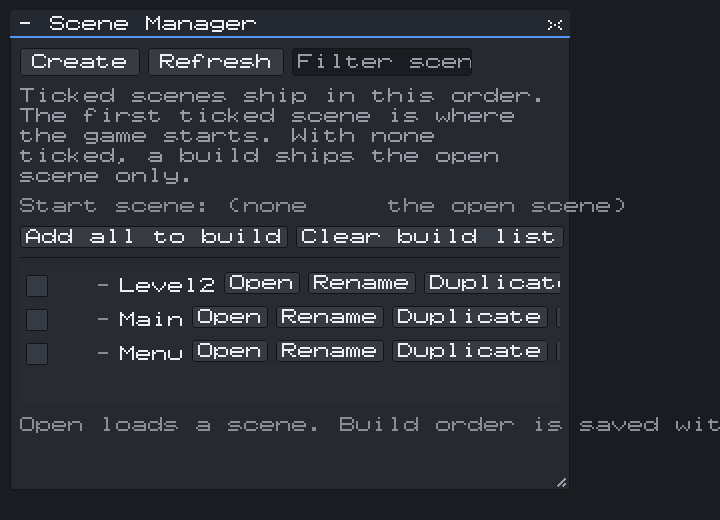 - Scene Manager
Create Refresh Filter scen
Ticked scenes ship in this order.
The first ticked scene is where
the game starts. With none
ticked, a build ships the open
scene only.
Start scene: (none the open scene)
Add all to build Clear build list
- Level2 Open Rename Duplicat
- Main Open Rename Duplicate
- Menu Open Rename Duplicate
Open loads a scene. Build order is saved wit